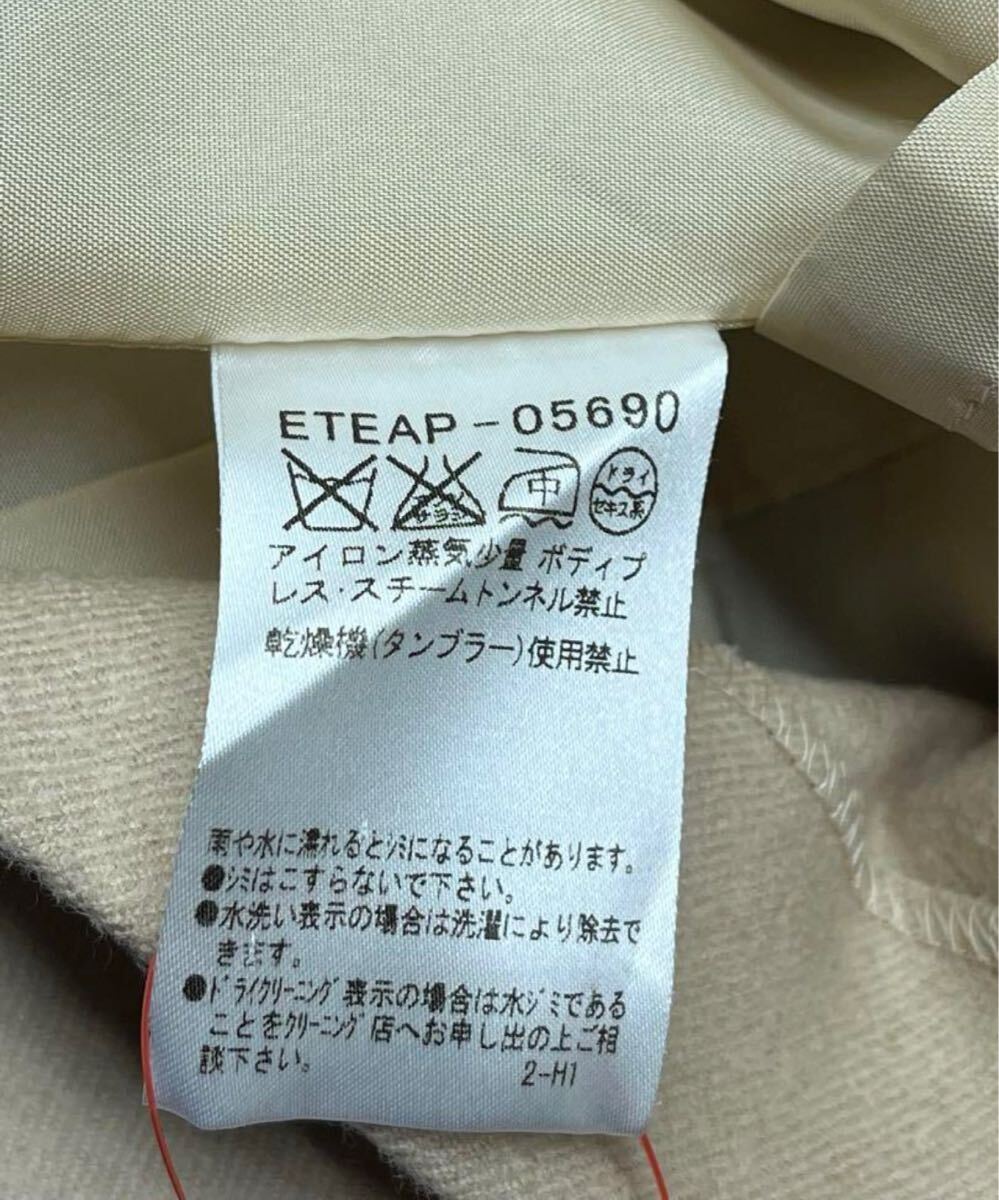 ETEAP-05690
エンソ サラシ 中 ドライ セキユ系
アイロン蒸気少量 ボディプ
レス・スチームトンネル禁止
乾燥機(タンブラー)使用禁止
雨や水に濡れるとシミになることがあります。
●シミはこすらないで下さい。
●水洗い表示の場合は洗濯により除去で
きます。
●ドライクリーニング表示の場合は水ジミである
ことをクリーニング店へお申し出の上ご相
談下さい。 2-H1